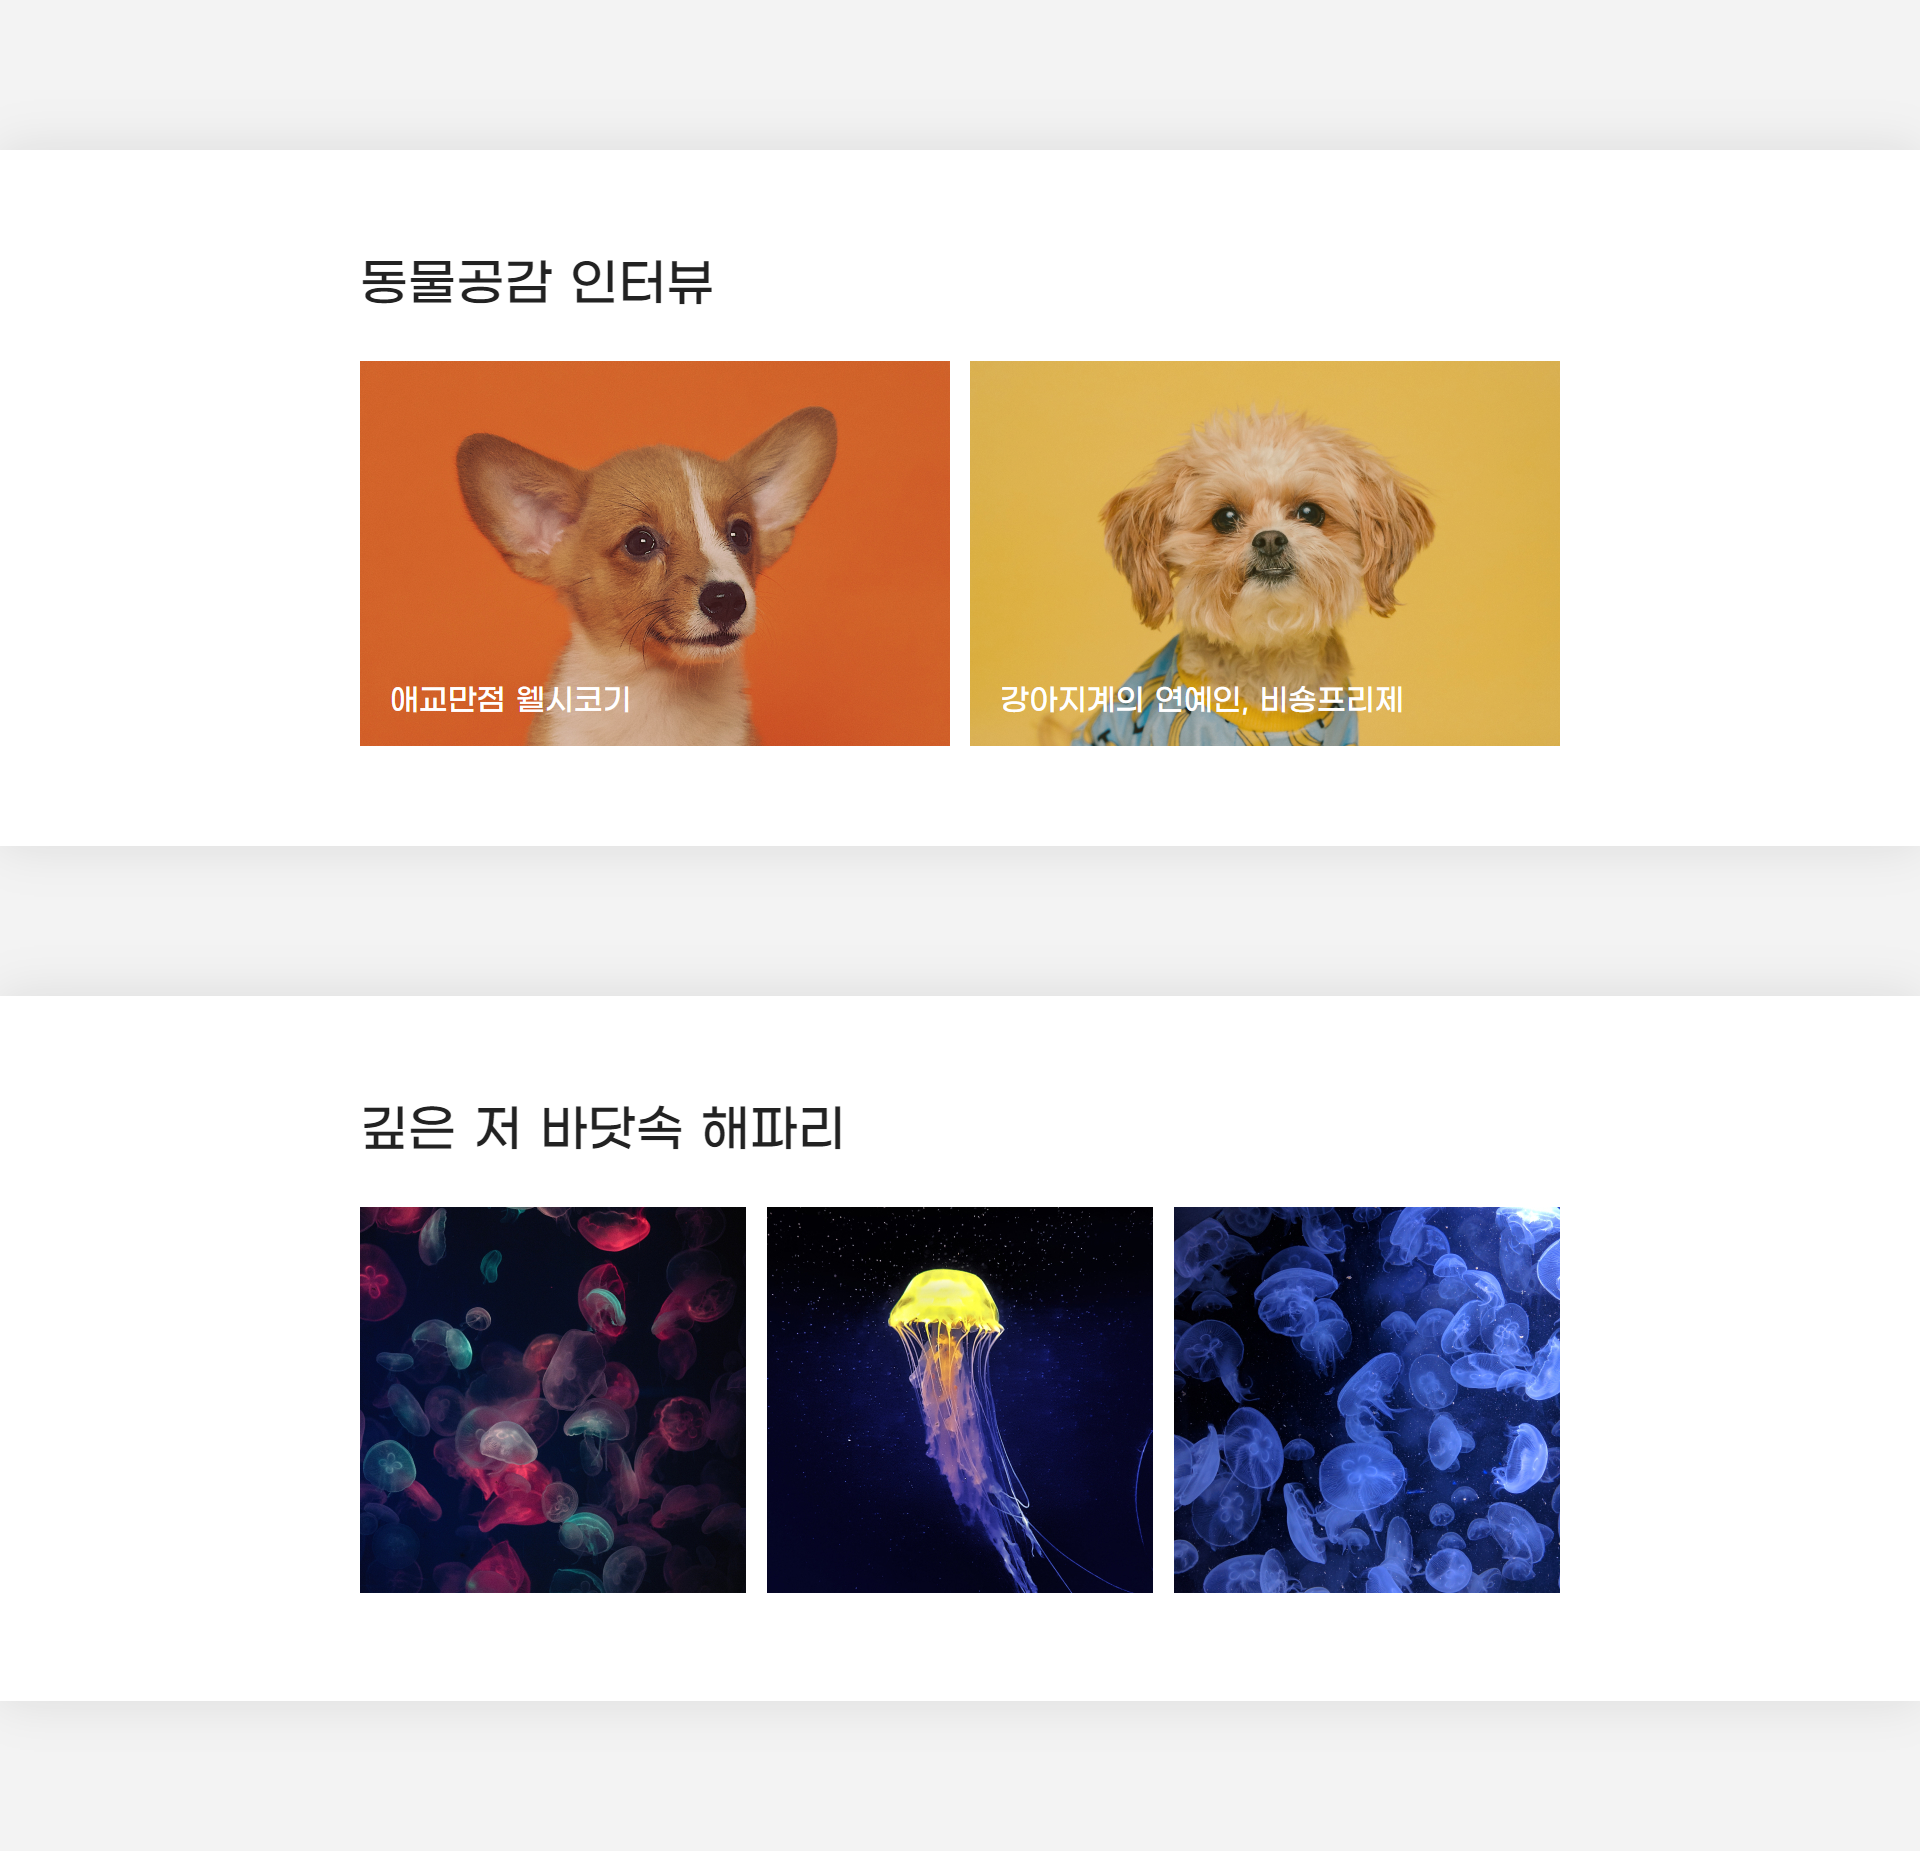 동물공감 인터뷰
애교만점 웰시코기
강아지계의 연예인, 비숑프리제
깊은 저 바닷속 해파리